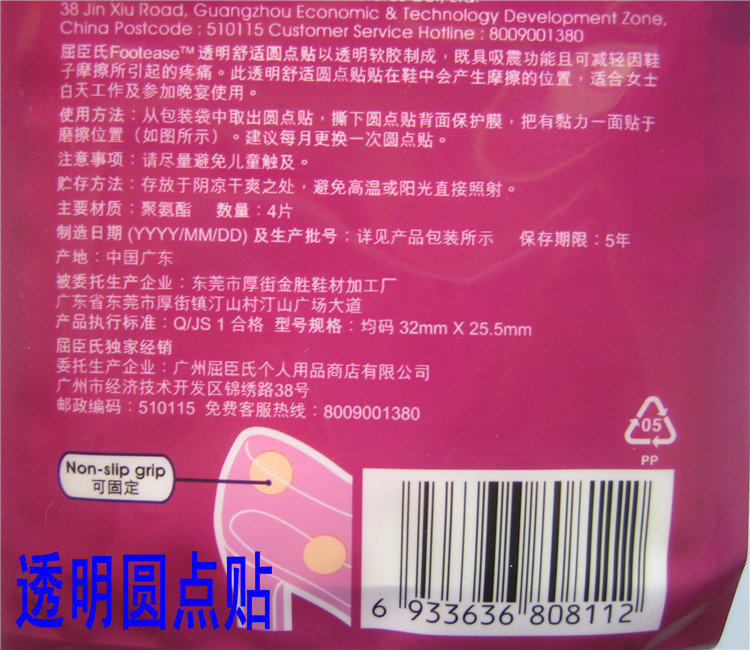 38 Jin Xiu Road, Guangzhou Economic & Technology Development Zone,
China Postcode : 510115 Customer Service Hotline : 8009001380
屈臣氏Footease™ 透明舒适圆点贴以透明软胶制成，既具吸震功能且可减轻因鞋
子摩擦所引起的疼痛。此透明舒适圆点贴贴在鞋中会产生摩擦的位置，适合女士
白天工作及参加晚宴使用。
使用方法：从包装袋中取出圆点贴，撕下圆点贴背面保护膜，把有黏力一面贴于
磨擦位置（如图所示）。建议每月更换一次圆点贴。
注意事项：请尽量避免儿童触及。
贮存方法：存放于阴凉干爽之处，避免高温或阳光直接照射。
主要材质：聚氨酯 数量：4片
制造日期 (YYYY/MM/DD) 及生产批号：详见产品包装所示 保存期限：5年
产地：中国广东
被委托生产企业：东莞市厚街金胜鞋材加工厂
广东省东莞市厚街镇汀山村汀山广场大道
产品执行标准：Q/JS 1 合格 型号规格：均码 32mm X 25.5mm
屈臣氏独家经销
委托生产企业：广州屈臣氏个人用品商店有限公司
广州市经济技术开发区锦绣路38号
邮政编码：510115 免费客服热线：8009001380
05
PP
Non-slip grip
可固定
透明圆点贴
6 933636 808112